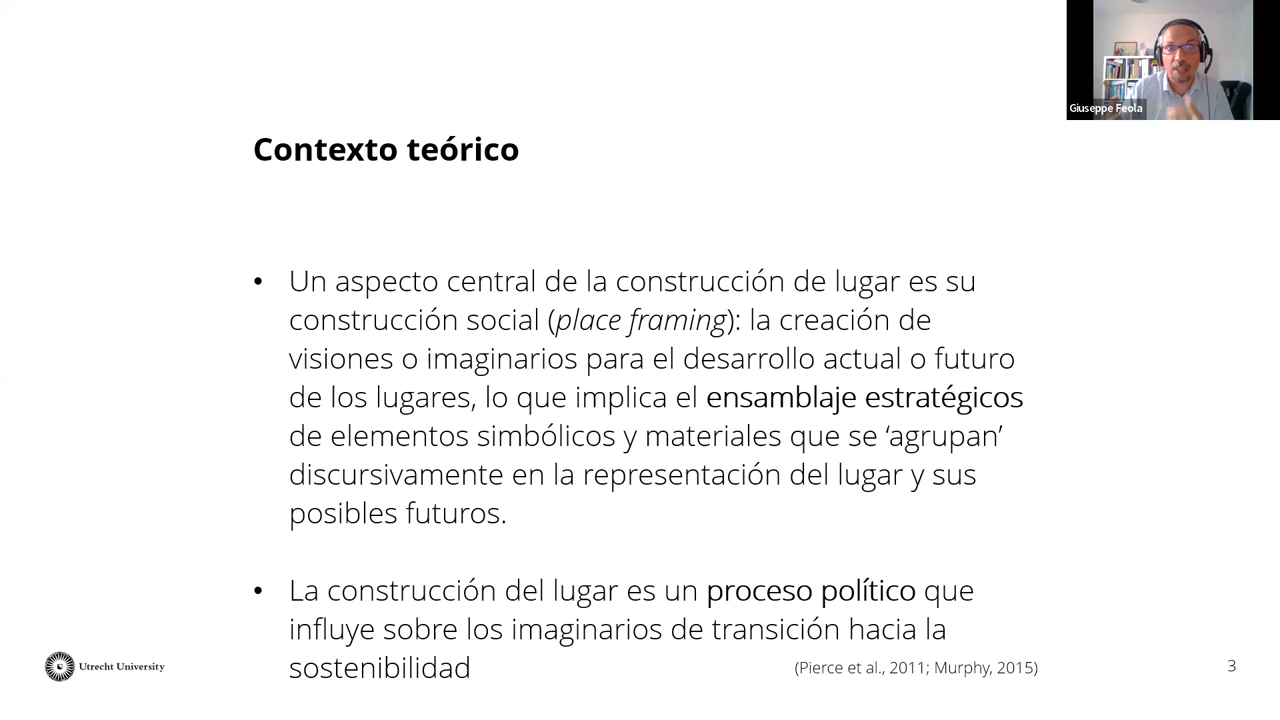 Giuseppe Feola
Contexto teórico
• Un aspecto central de la construcción de lugar es su
construcción social (place framing): la creación de
visiones o imaginarios para el desarrollo actual o futuro
de los lugares, lo que implica el ensamblaje estratégicos
de elementos simbólicos y materiales que se ‘agrupan’
discursivamente en la representación del lugar y sus
posibles futuros.
• La construcción del lugar es un proceso político que
influye sobre los imaginarios de transición hacia la
sostenibilidad
Utrecht University
(Pierce et al., 2011; Murphy, 2015)
3